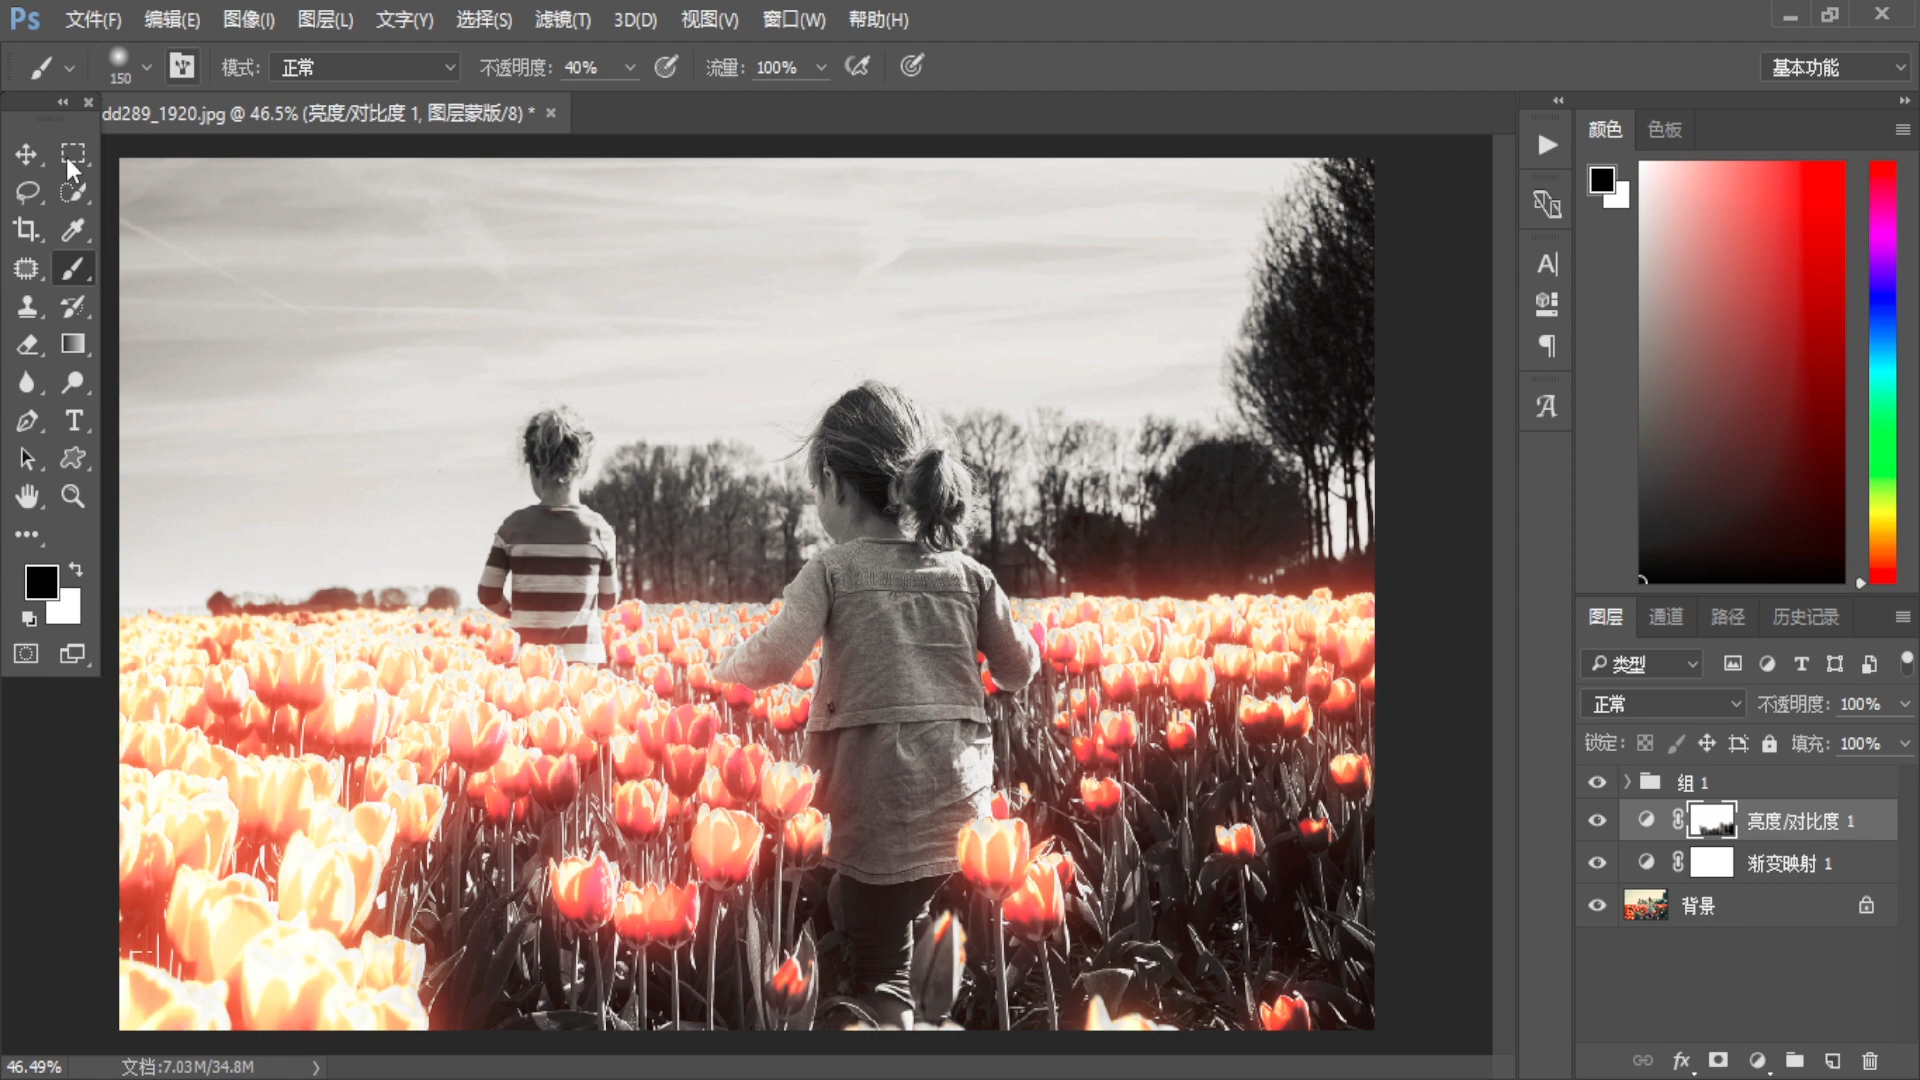 Ps 文件(F) 编辑(E) 图像(I) 图层(L) 文字(Y) 选择(S) 滤镜(T) 3D(D) 视图(V) 窗口(W) 帮助(H)
150 模式: 正常 不透明度: 40% 流量: 100% 基本功能
dd289_1920.jpg @ 46.5% (亮度/对比度 1, 图层蒙版/8) *
颜色 色板
图层 通道 路径 历史记录
类型
正常 不透明度: 100%
锁定: 填充: 100%
组 1
亮度/对比度 1
渐变映射 1
背景
46.49% 文档:7.03M/34.8M